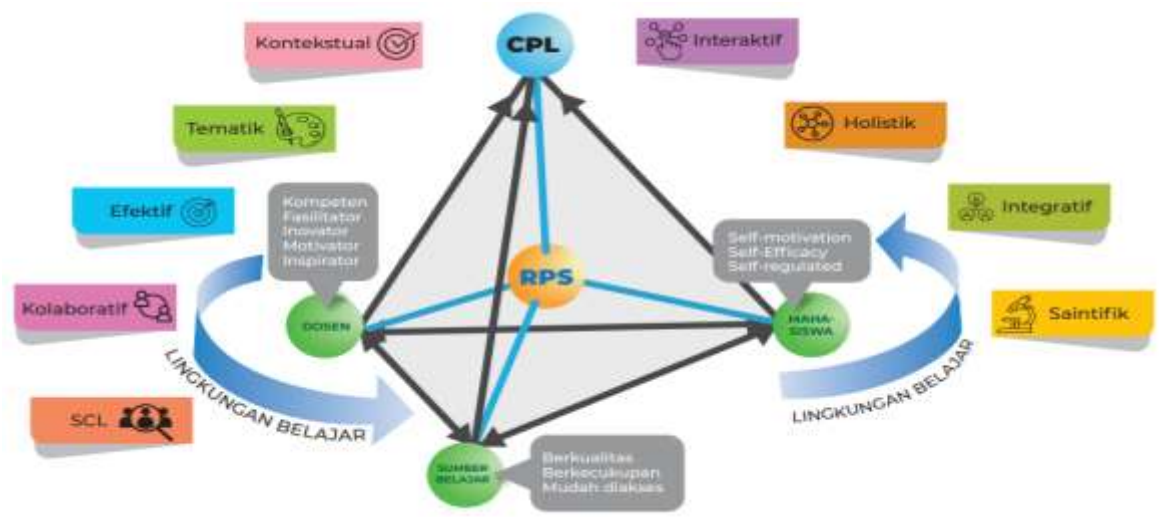 Kontekstual
CPL
Interaktif
Tematik
Holistik
Efektif
Kompeten
Fasilitator
Inovator
Motivator
Inspirator
Self-motivation
Self-Efficacy
Self-regulated
Integratif
RPS
Kolaboratif
DOSEN
MAHA-
SISWA
Saintifik
LINGKUNGAN BELAJAR
LINGKUNGAN BELAJAR
SCL
SUMBER
BELAJAR
Berkualitas
Berkecukupan
Mudah diakses